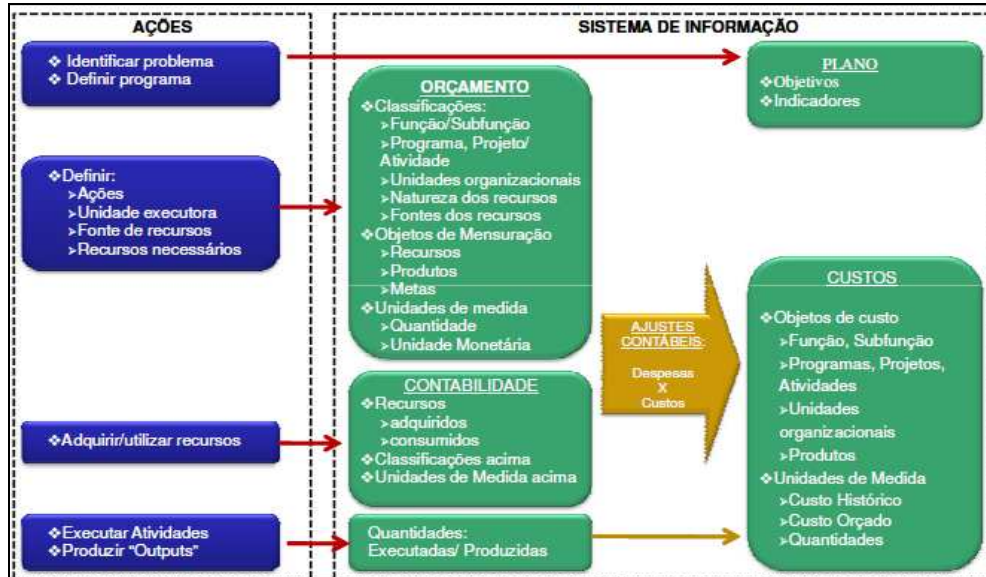 AÇÕES
❖ Identificar problema
❖ Definir programa
❖Definir:
➢Ações
➢Unidade executora
➢Fonte de recursos
➢Recursos necessários
❖Adquirir/utilizar recursos
❖Executar Atividades
❖Produzir “Outputs”
SISTEMA DE INFORMAÇÃO
PLANO
❖Objetivos
❖Indicadores
ORÇAMENTO
❖Classificações:
➢Função/Subfunção
➢Programa, Projeto/
Atividade
➢Unidades organizacionais
➢Natureza dos recursos
➢Fontes dos recursos
❖Objetos de Mensuração
➢Recursos
➢Produtos
➢Metas
❖Unidades de medida
➢Quantidade
➢Unidade Monetária
CONTABILIDADE
❖Recursos
➢adquiridos
➢consumidos
❖Classificações acima
❖Unidades de Medida acima
Quantidades:
Executadas/ Produzidas
AJUSTES
CONTÁBEIS:
Despesas
X
Custos
CUSTOS
❖Objetos de custo
➢Função, Subfunção
➢Programas, Projetos,
Atividades
➢Unidades
organizacionais
➢Produtos
❖Unidades de Medida
➢Custo Histórico
➢Custo Orçado
➢Quantidades